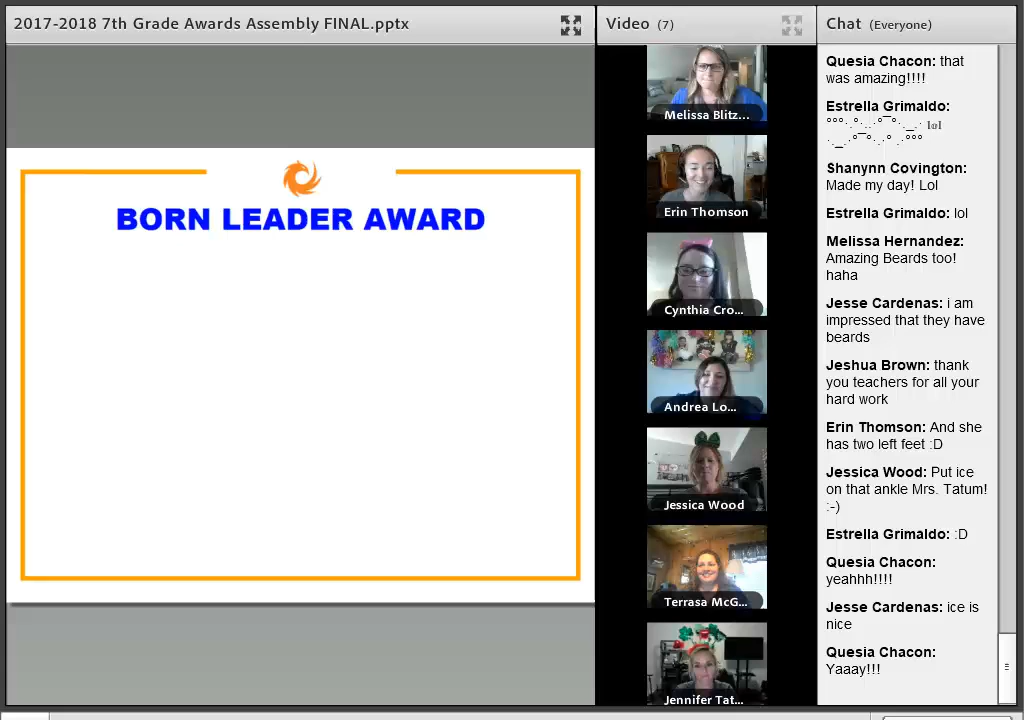 2017-2018 7th Grade Awards Assembly FINAL.pptx
BORN LEADER AWARD
Video (7)
Melissa Blitz...
Erin Thomson
Cynthia Cro...
Andrea Lo...
Jessica Wood
Terrasa McG...
Jennifer Tat...
Chat (Everyone)
Quesia Chacon: that
was amazing!!!!
Estrella Grimaldo:
lol
Shanynn Covington:
Made my day! Lol
Estrella Grimaldo: lol
Melissa Hernandez:
Amazing Beards too!
haha
Jesse Cardenas: i am
impressed that they have
beards
Jeshua Brown: thank
you teachers for all your
hard work
Erin Thomson: And she
has two left feet :D
Jessica Wood: Put ice
on that ankle Mrs. Tatum!
:-)
Estrella Grimaldo: :D
Quesia Chacon:
yeahhh!!!!
Jesse Cardenas: ice is
nice
Quesia Chacon:
Yaaay!!!